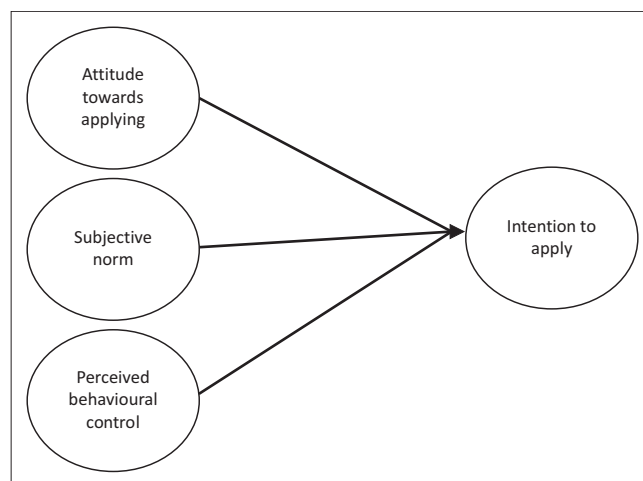 Attitude
towards
applying
Subjective
norm
Perceived
behavioural
control
Intention to
apply